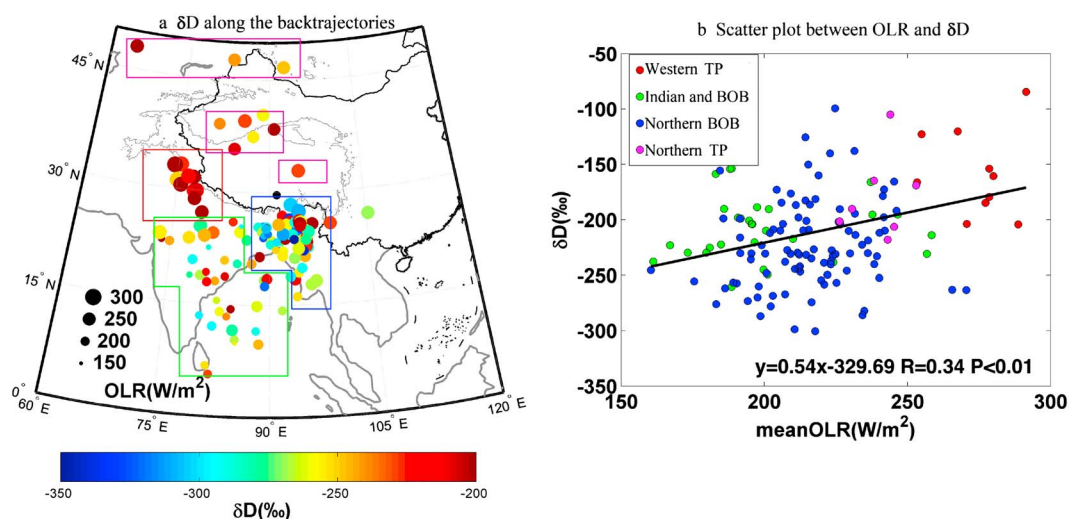 a δD along the backtrajectories
45° N
30° N
15° N
0° N
60° E
75° E
90° E
105° E
120° E
300
250
200
150
OLR(W/m²)
-350
-300
-250
-200
δD(‰)
b Scatter plot between OLR and δD
-50
-100
-150
-200
-250
-300
-350
δD(‰)
Western TP
Indian and BOB
Northern BOB
Northern TP
y=0.54x-329.69 R=0.34 P<0.01
150
200
250
300
meanOLR(W/m²)